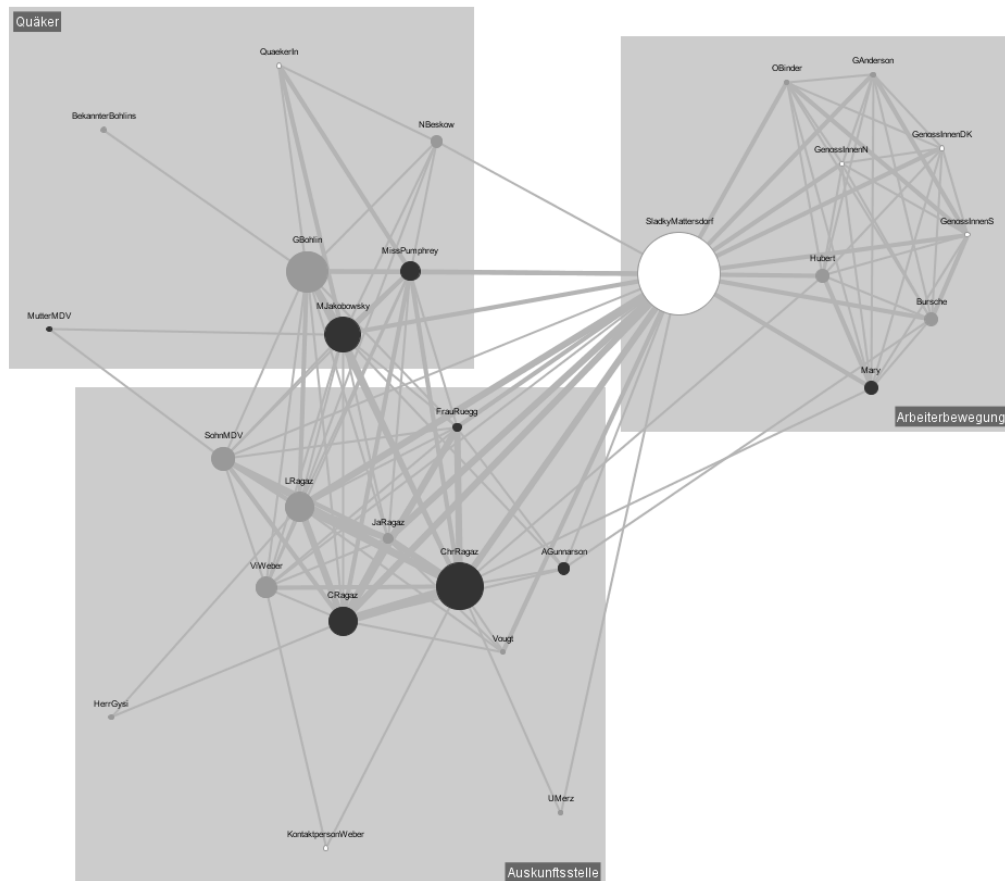 Quäker
QuaekerIn
BekannterBohlins
NBeskow
GBohlin
MissPumphrey
MJakobowsky
MutterMDV
OBinder
GAnderson
GenossInnenDK
GenossInnenN
GenossInnenS
SladkyMattersdorf
Hubert
Bursche
Mary
Arbeiterbewegung
FrauRuegg
SohnMDV
LRagaz
JaRagaz
ChrRagaz
AGunnarson
ViWeber
CRagaz
Vougt
HerrGysi
UMerz
KontaktpersonWeber
Auskunftsstelle